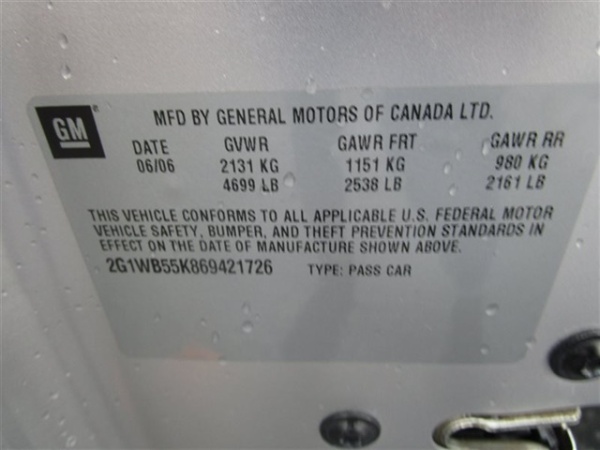 GM
MFD BY GENERAL MOTORS OF CANADA LTD.
DATE GVWR GAWR FRT GAWR RR
06/06 2131 KG 1151 KG 980 KG
4699 LB 2538 LB 2161 LB
THIS VEHICLE CONFORMS TO ALL APPLICABLE U.S. FEDERAL MOTOR
VEHICLE SAFETY, BUMPER, AND THEFT PREVENTION STANDARDS IN
EFFECT ON THE DATE OF MANUFACTURE SHOWN ABOVE.
2G1WB55K869421726 TYPE: PASS CAR